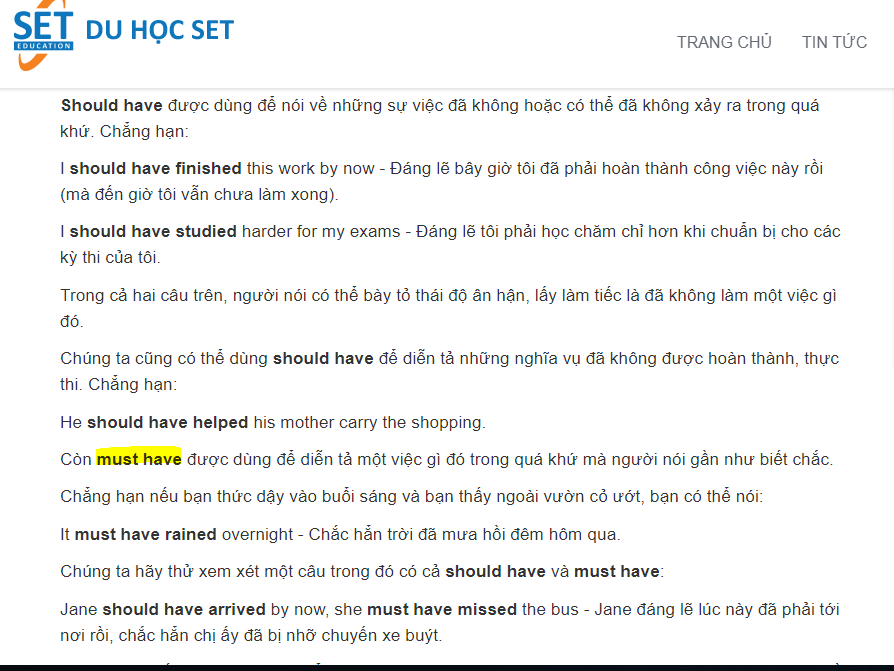 SET
EDUCATION
DU HỌC SET
TRANG CHỦ TIN TỨC
Should have được dùng để nói về những sự việc đã không hoặc có thể đã không xảy ra trong quá
khứ. Chẳng hạn:
I should have finished this work by now - Đáng lẽ bây giờ tôi đã phải hoàn thành công việc này rồi
(mà đến giờ tôi vẫn chưa làm xong).
I should have studied harder for my exams - Đáng lẽ tôi phải học chăm chỉ hơn khi chuẩn bị cho các
kỳ thi của tôi.
Trong cả hai câu trên, người nói có thể bày tỏ thái độ ân hận, lấy làm tiếc là đã không làm một việc gì
đó.
Chúng ta cũng có thể dùng should have để diễn tả những nghĩa vụ đã không được hoàn thành, thực
thi. Chẳng hạn:
He should have helped his mother carry the shopping.
Còn must have được dùng để diễn tả một việc gì đó trong quá khứ mà người nói gần như biết chắc.
Chẳng hạn nếu bạn thức dậy vào buổi sáng và bạn thấy ngoài vườn cỏ ướt, bạn có thể nói:
It must have rained overnight - Chắc hẳn trời đã mưa hồi đêm hôm qua.
Chúng ta hãy thử xem xét một câu trong đó có cả should have và must have:
Jane should have arrived by now, she must have missed the bus - Jane đáng lẽ lúc này đã phải tới
nơi rồi, chắc hẳn chị ấy đã bị nhỡ chuyến xe buýt.